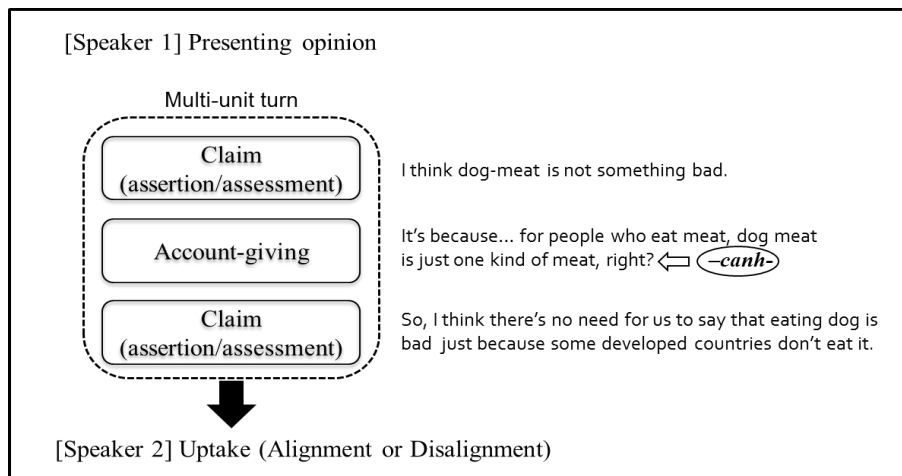 [Speaker 1] Presenting opinion
Multi-unit turn
Claim
(assertion/assessment)
I think dog-meat is not something bad.
Account-giving
It's because... for people who eat meat, dog meat
is just one kind of meat, right?
–canh-
Claim
(assertion/assessment)
So, I think there's no need for us to say that eating dog is
bad just because some developed countries don't eat it.
[Speaker 2] Uptake (Alignment or Disalignment)